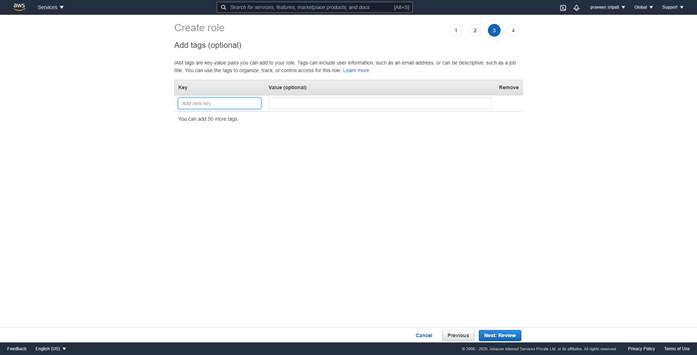 aws Services Search for services, features, marketplace products, and docs [Alt+S] praveen sripati Global Support
Create role 1 2 3 4
Add tags (optional)
IAM tags are key-value pairs you can add to your role. Tags can include user information, such as an email address, or can be descriptive, such as a job
title. You can use the tags to organize, track, or control access for this role. Learn more
Key Value (optional) Remove
Add new key
You can add 50 more tags.
Cancel Previous Next: Review
Feedback English (US) © 2008 - 2020, Amazon Internet Services Private Ltd. or its affiliates. All rights reserved. Privacy Policy Terms of Use